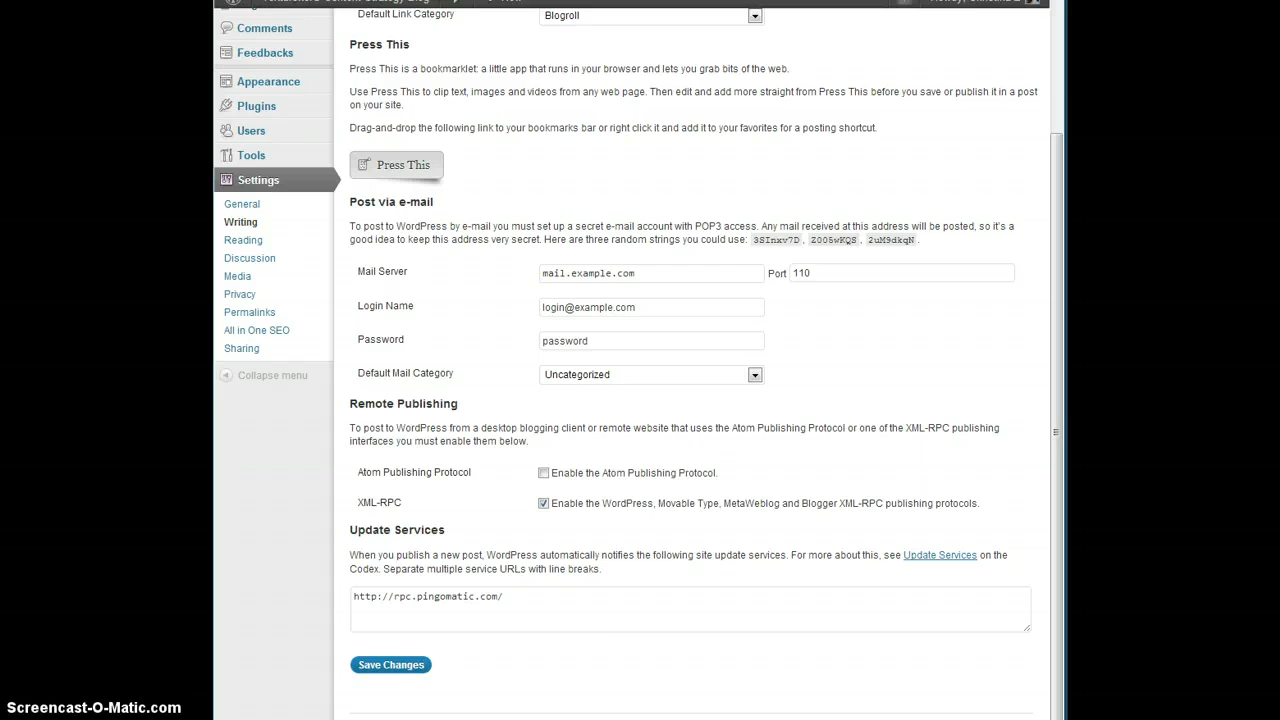 Default Link Category
Blogroll
Comments
Feedbacks
Appearance
Plugins
Users
Tools
Settings
General
Writing
Reading
Discussion
Media
Privacy
Permalinks
All in One SEO
Sharing
Collapse menu
Press This
Press This is a bookmarklet: a little app that runs in your browser and lets you grab bits of the web.
Use Press This to clip text, images and videos from any web page. Then edit and add more straight from Press This before you save or publish it in a post
on your site.
Drag-and-drop the following link to your bookmarks bar or right click it and add it to your favorites for a posting shortcut.
Press This
Post via e-mail
To post to WordPress by e-mail you must set up a secret e-mail account with POP3 access. Any mail received at this address will be posted, so it's a
good idea to keep this address very secret. Here are three random strings you could use: 3SInxv7D, Z005wKQS, 2uM9dkqN.
Mail Server
mail.example.com
Port 110
Login Name
login@example.com
Password
password
Default Mail Category
Uncategorized
Remote Publishing
To post to WordPress from a desktop blogging client or remote website that uses the Atom Publishing Protocol or one of the XML-RPC publishing
interfaces you must enable them below.
Atom Publishing Protocol
Enable the Atom Publishing Protocol.
XML-RPC
Enable the WordPress, Movable Type, MetaWeblog and Blogger XML-RPC publishing protocols.
Update Services
When you publish a new post, WordPress automatically notifies the following site update services. For more about this, see Update Services on the
Codex. Separate multiple service URLs with line breaks.
http://rpc.pingomatic.com/
Save Changes
Screencast-O-Matic.com